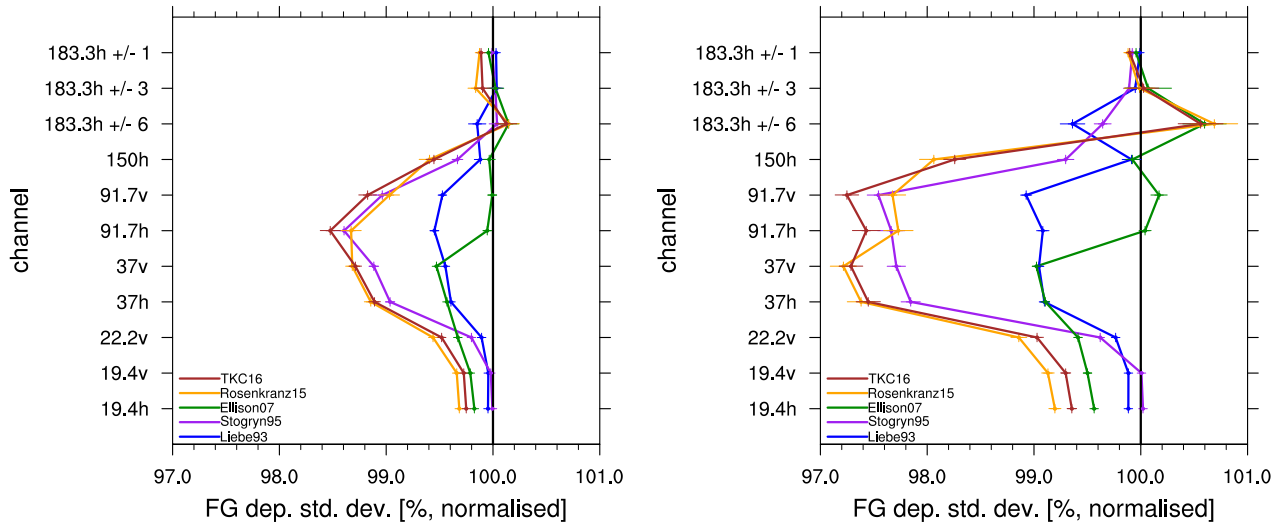 channel
183.3h +/- 1
183.3h +/- 3
183.3h +/- 6
150h
91.7v
91.7h
37v
37h
22.2v
19.4v
19.4h
TKC16
Rosenkranz15
Ellison07
Stogryn95
Liebe93
97.0 98.0 99.0 100.0 101.0
FG dep. std. dev. [%, normalised]
channel
183.3h +/- 1
183.3h +/- 3
183.3h +/- 6
150h
91.7v
91.7h
37v
37h
22.2v
19.4v
19.4h
TKC16
Rosenkranz15
Ellison07
Stogryn95
Liebe93
97.0 98.0 99.0 100.0 101.0
FG dep. std. dev. [%, normalised]